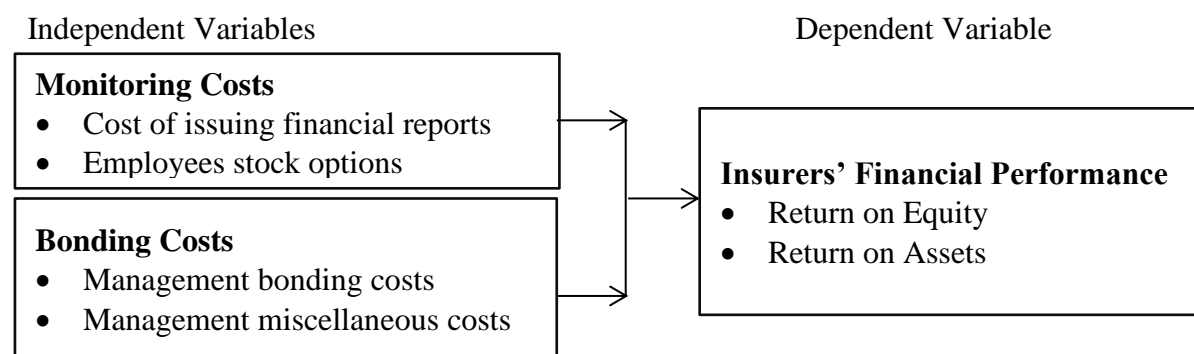 Independent Variables
Dependent Variable
Monitoring Costs
• Cost of issuing financial reports
• Employees stock options
Bonding Costs
• Management bonding costs
• Management miscellaneous costs
Insurers’ Financial Performance
• Return on Equity
• Return on Assets